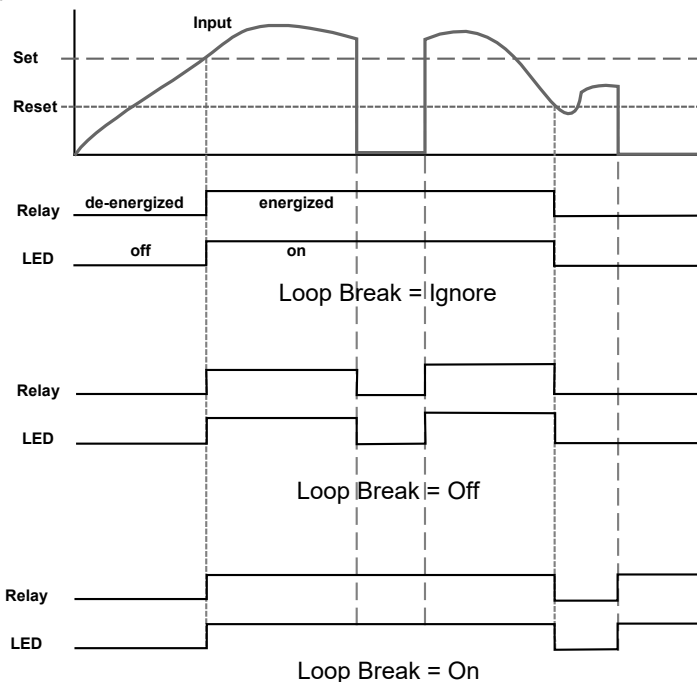 Input
Set
Reset
Relay de-energized energized
LED off on
Loop Break = Ignore
Relay
LED
Loop Break = Off
Relay
LED
Loop Break = On